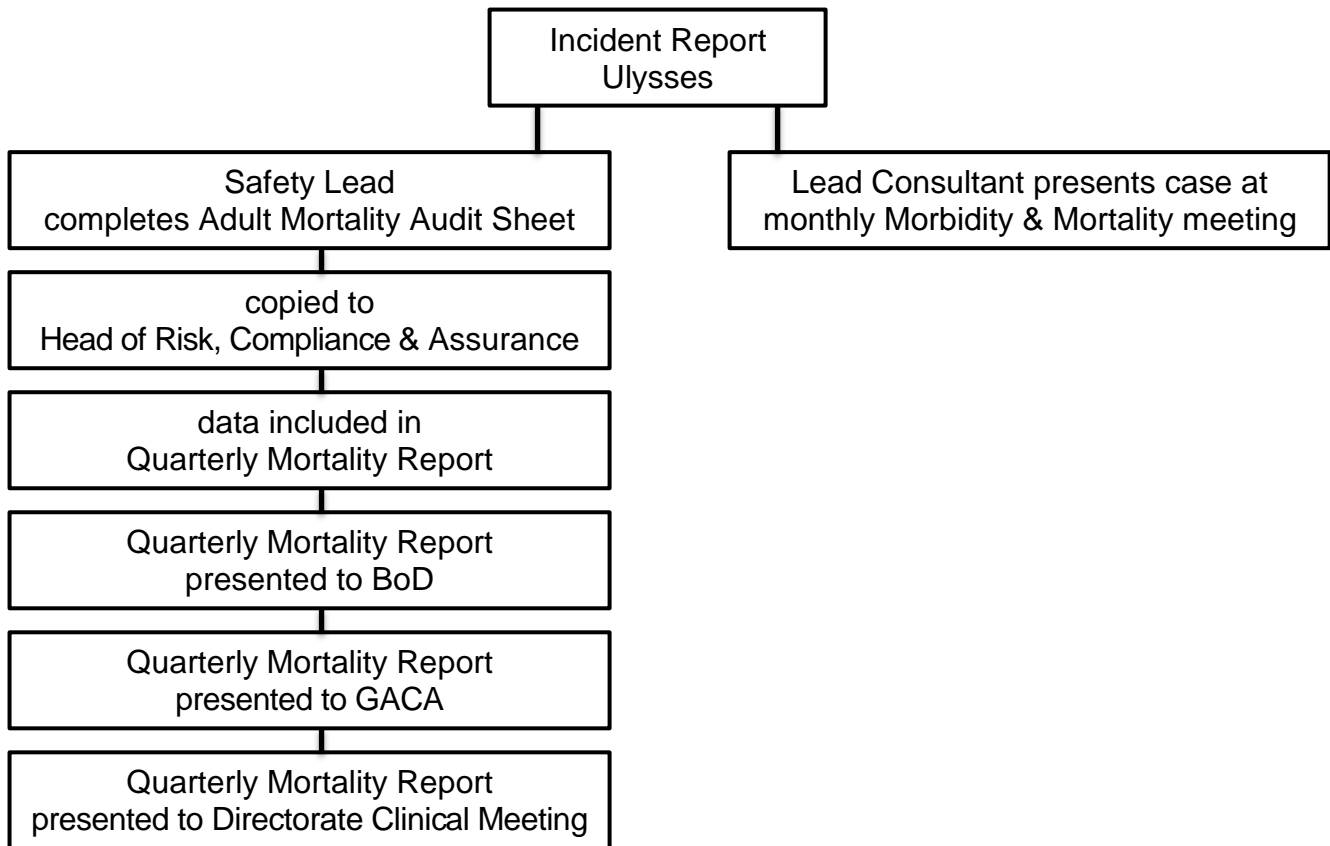 Incident Report
Ulysses
Safety Lead
completes Adult Mortality Audit Sheet
Lead Consultant presents case at
monthly Morbidity & Mortality meeting
copied to
Head of Risk, Compliance & Assurance
data included in
Quarterly Mortality Report
Quarterly Mortality Report
presented to BoD
Quarterly Mortality Report
presented to GACA
Quarterly Mortality Report
presented to Directorate Clinical Meeting